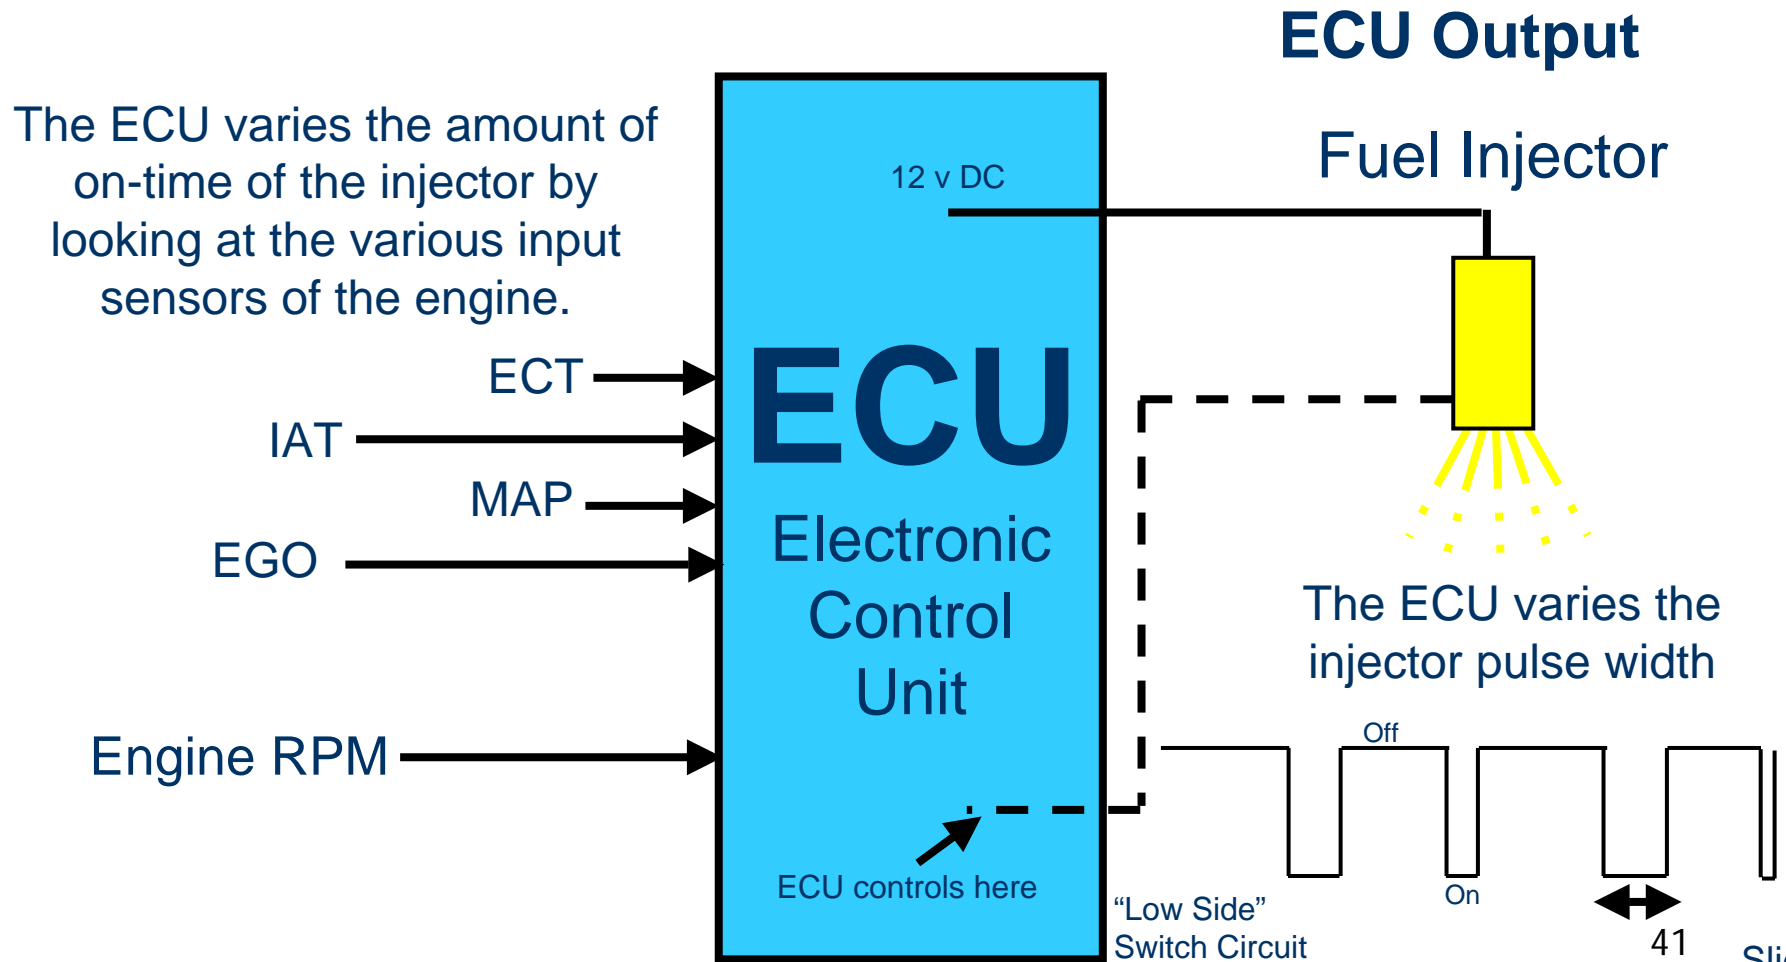 ECU Output
The ECU varies the amount of
on-time of the injector by
looking at the various input
sensors of the engine.
12 v DC
Fuel Injector
ECT
IAT
MAP
EGO
Engine RPM
ECU
Electronic
Control
Unit
ECU controls here
The ECU varies the
injector pulse width
Off
On
“Low Side”
Switch Circuit
41